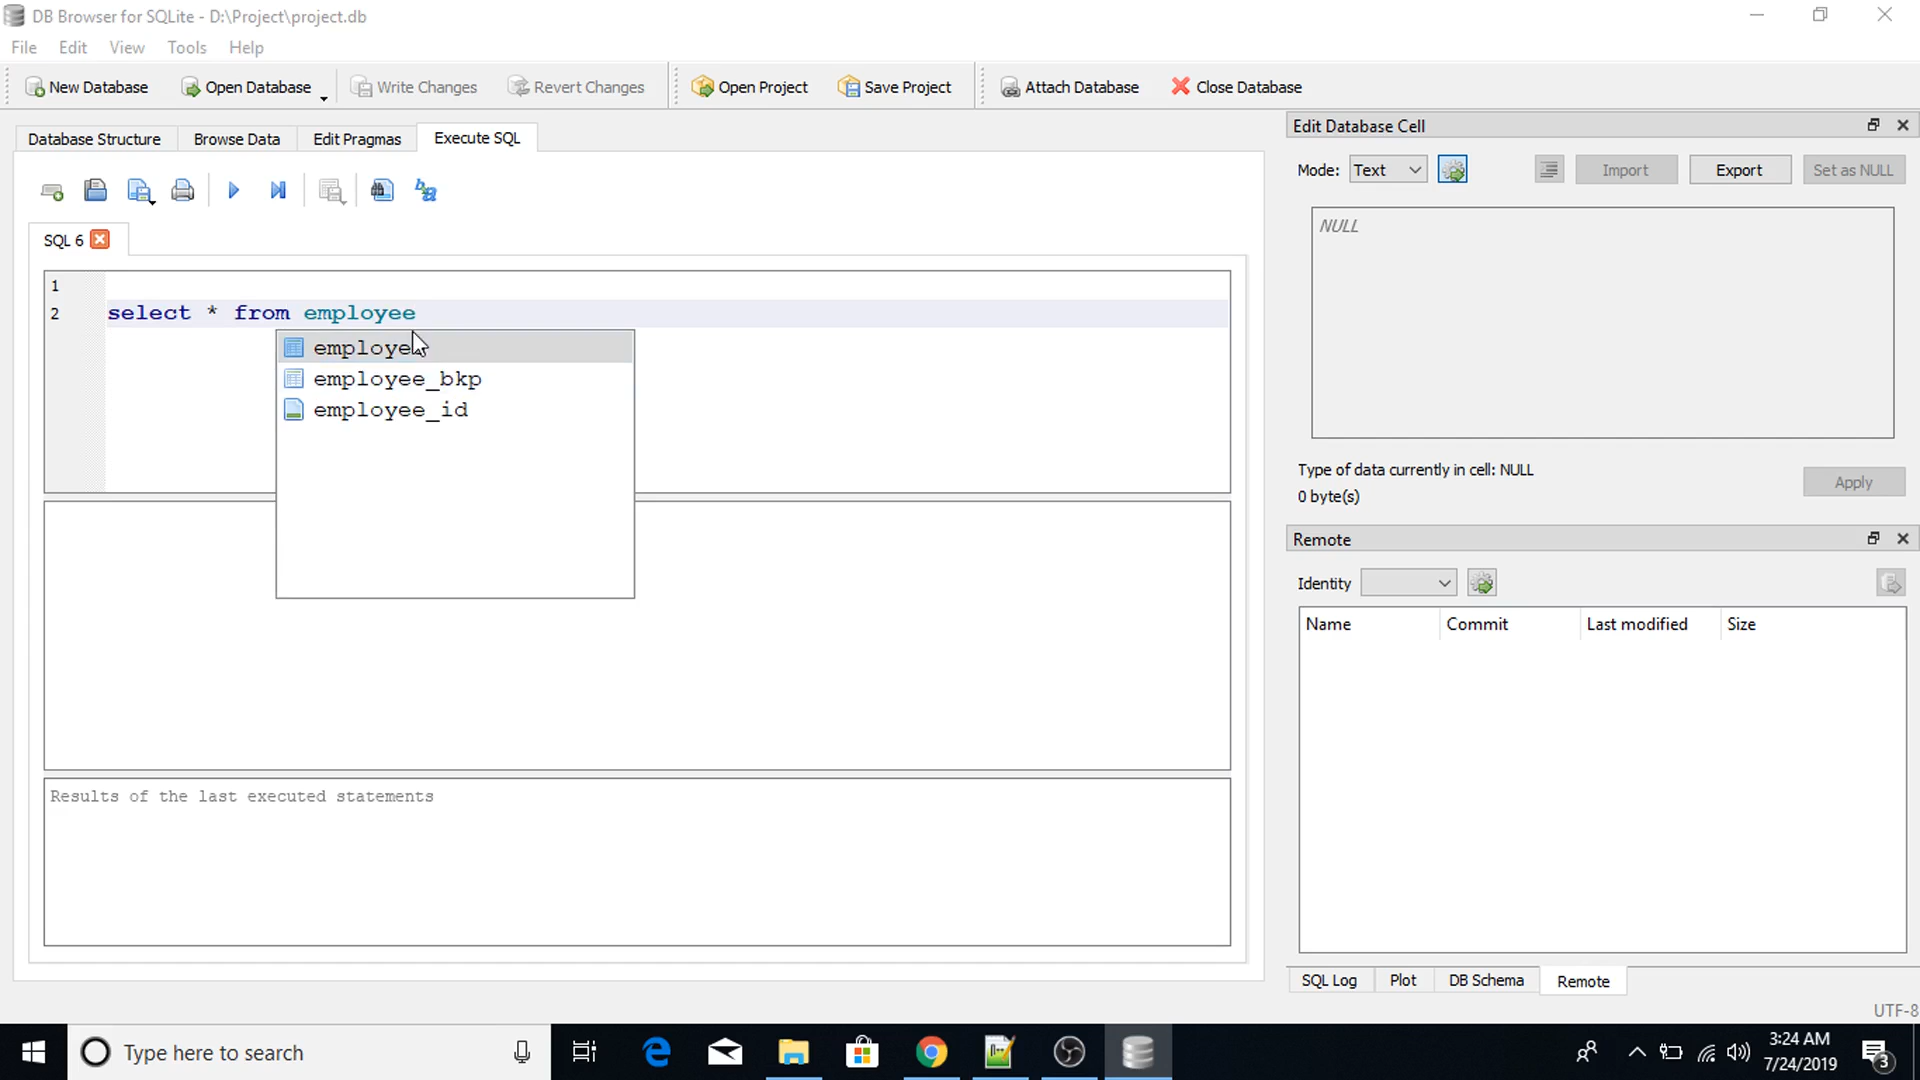 DB Browser for SQLite - D:\Project\project.db
File Edit View Tools Help
New Database Open Database Write Changes Revert Changes Open Project Save Project Attach Database Close Database
Database Structure Browse Data Edit Pragmas Execute SQL
SQL 6
1
2 select * from employee
employee
employee_bkp
employee_id
Results of the last executed statements
Edit Database Cell
Mode: Text Import Export Set as NULL
NULL
Type of data currently in cell: NULL
0 byte(s)
Apply
Remote
Identity
Name Commit Last modified Size
SQL Log Plot DB Schema Remote
UTF-8
Type here to search
3:24 AM
7/24/2019
3